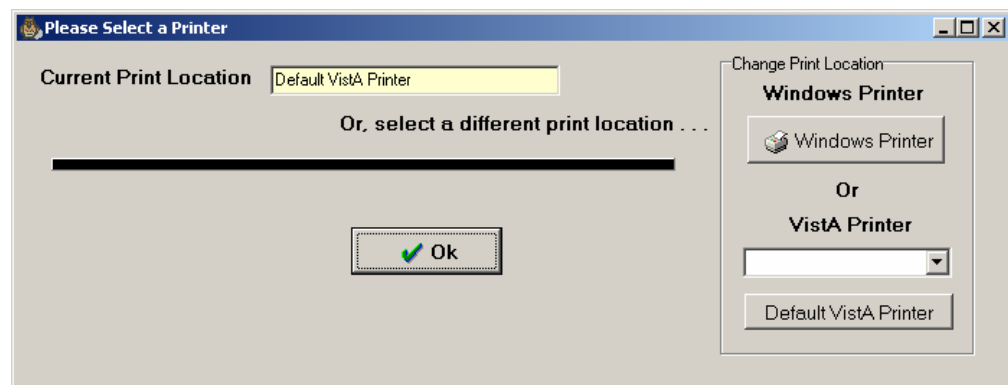 Please Select a Printer
Current Print Location
Default VistA Printer
Or, select a different print location . . .
Ok
Change Print Location
Windows Printer
Windows Printer
Or
VistA Printer
Default VistA Printer